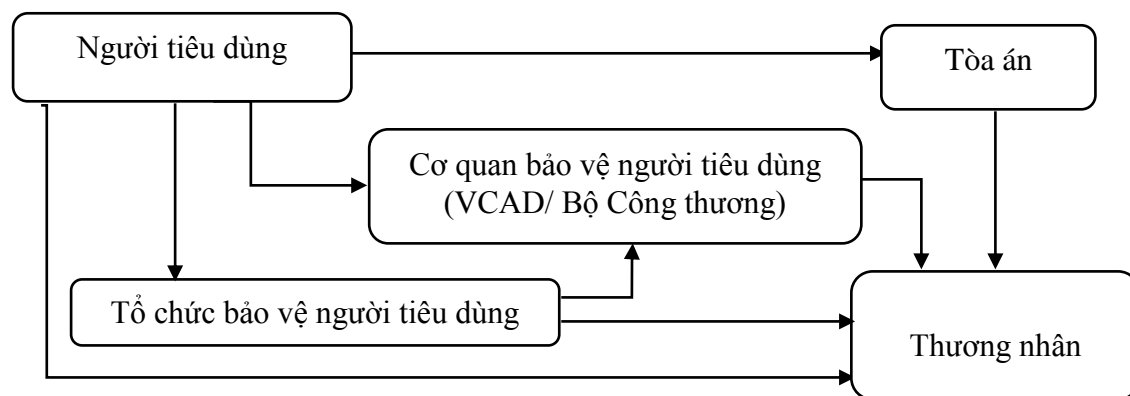 Người tiêu dùng
Tòa án
Cơ quan bảo vệ người tiêu dùng
(VCAD/ Bộ Công thương)
Tổ chức bảo vệ người tiêu dùng
Thương nhân